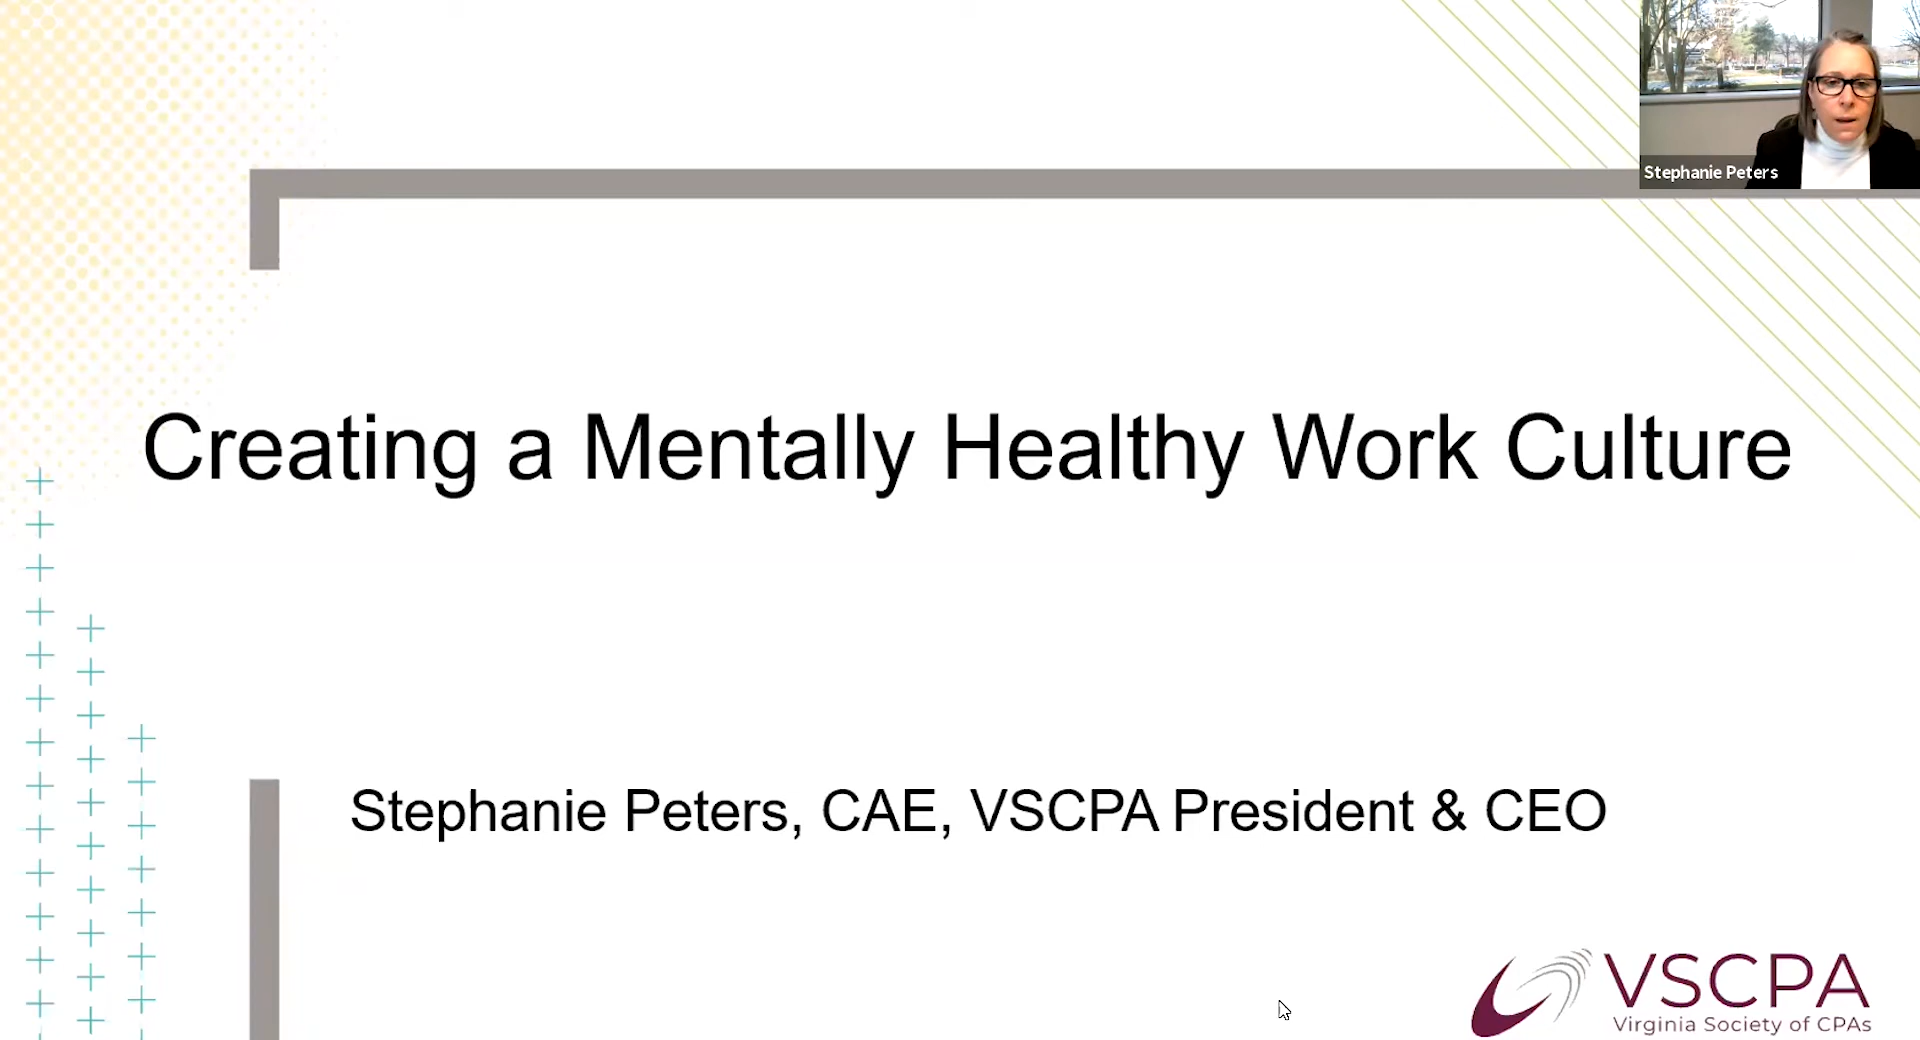 Stephanie Peters
Creating a Mentally Healthy Work Culture
Stephanie Peters, CAE, VSCPA President & CEO
VSCPA
Virginia Society of CPAs